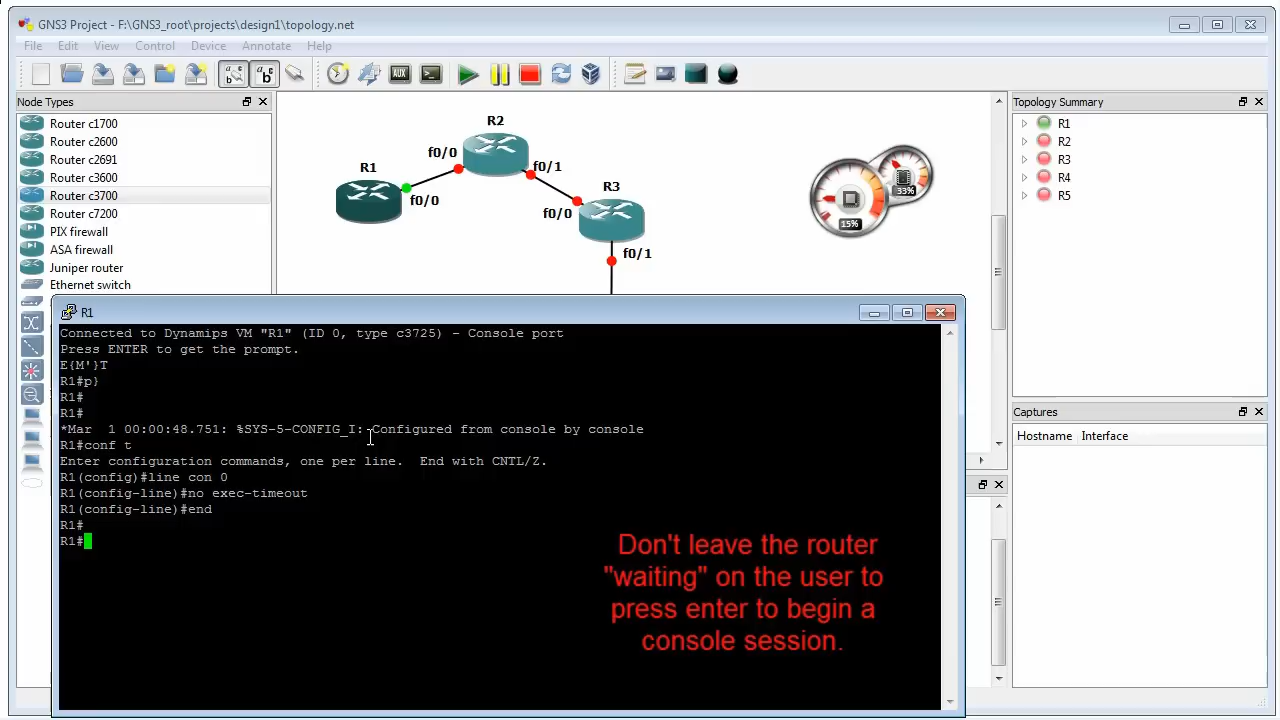 GNS3 Project - F:\GNS3_root\projects\design1\topology.net
File Edit View Control Device Annotate Help
AUX
Node Types
Router c1700
Router c2600
Router c2691
Router c3600
Router c3700
Router c7200
PIX firewall
ASA firewall
Juniper router
Ethernet switch
R2
f0/0
f0/1
R1
f0/0
R3
f0/0
f0/1
33%
15%
Topology Summary
R1
R2
R3
R4
R5
Captures
Hostname Interface
R1
Connected to Dynamips VM "R1" (ID 0, type c3725) - Console port
Press ENTER to get the prompt.
E{M'}T
R1#p}
R1#
R1#
*Mar  1 00:00:48.751: %SYS-5-CONFIG_I: Configured from console by console
R1#conf t
Enter configuration commands, one per line.  End with CNTL/Z.
R1(config)#line con 0
R1(config-line)#no exec-timeout
R1(config-line)#end
R1#
R1#
Don't leave the router
"waiting" on the user to
press enter to begin a
console session.